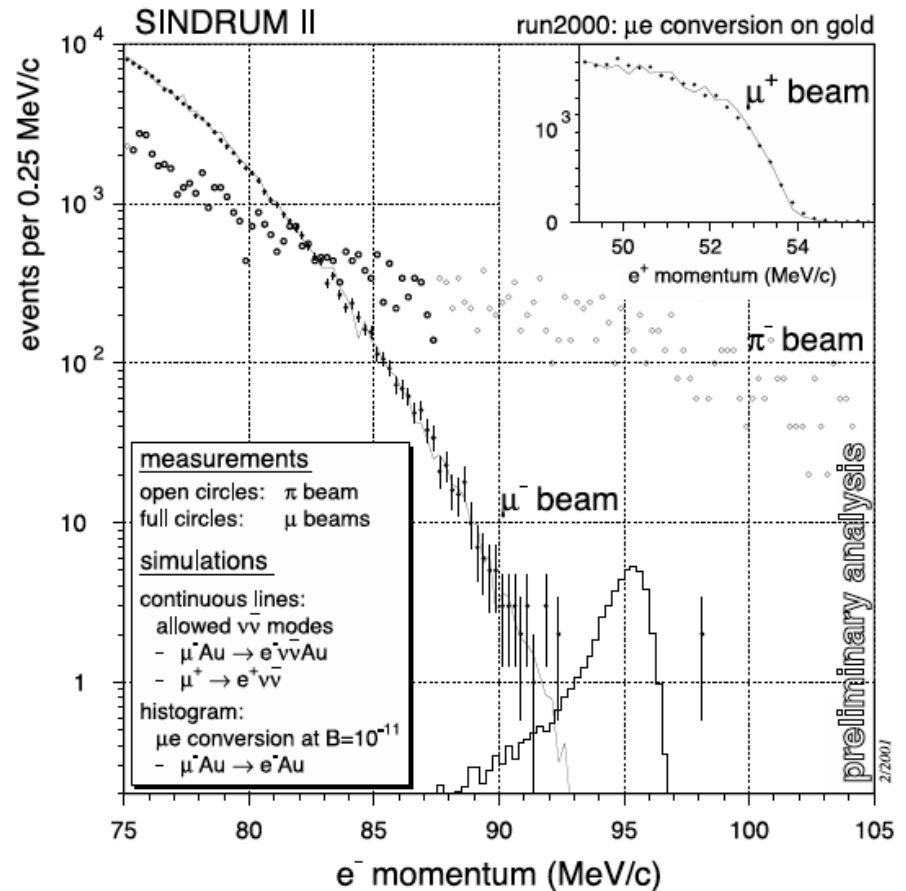 SINDRUM II
run2000: μe conversion on gold
events per 0.25 MeV/c
10⁴
10³
10²
10
1
μ⁺ beam
10³
0
50
52
54
e⁺ momentum (MeV/c)
π⁻ beam
μ⁻ beam
measurements
open circles: π beam
full circles: μ beams
simulations
continuous lines:
allowed νν̅ modes
- μ⁻Au → e⁻νν̅Au
- μ⁺ → e⁺νν̅
histogram:
μe conversion at B=10⁻¹¹
- μ⁻Au → e⁻Au
preliminary analysis
2/2001
75
80
85
90
95
100
105
e⁻ momentum (MeV/c)